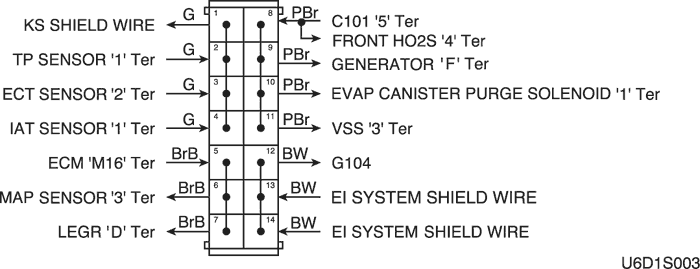 KS SHIELD WIRE G 1 8 PBr C101 '5' Ter
FRONT HO2S '4' Ter
TP SENSOR '1' Ter G 2 9 PBr GENERATOR 'F' Ter
ECT SENSOR '2' Ter G 3 10 PBr EVAP CANISTER PURGE SOLENOID '1' Ter
IAT SENSOR '1' Ter G 4 11 PBr VSS '3' Ter
ECM 'M16' Ter BrB 5 12 BW G104
MAP SENSOR '3' Ter BrB 6 13 BW EI SYSTEM SHIELD WIRE
LEGR 'D' Ter BrB 7 14 BW EI SYSTEM SHIELD WIRE
U6D1S003